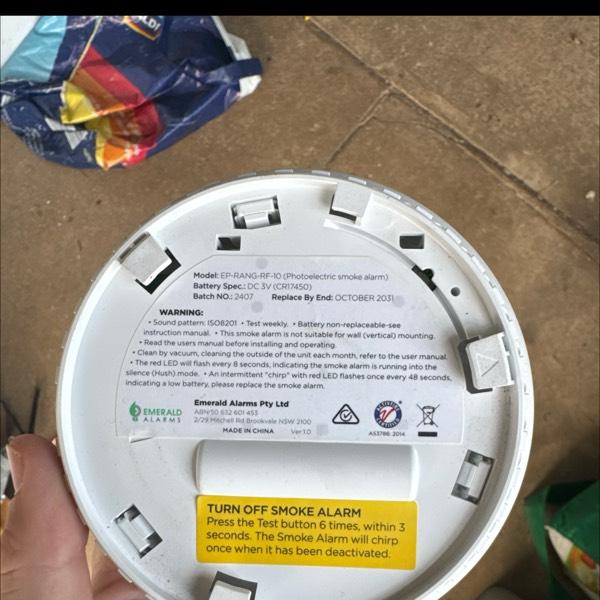 Model: EP-RANG-RF-10 (Photoelectric smoke alarm)
Battery Spec.: DC 3V (CR17450)
Batch NO.: 2407 Replace By End: OCTOBER 2031
WARNING:
• Sound pattern: ISO8201 • Test weekly. • Battery non-replaceable-see
instruction manual. • This smoke alarm is not suitable for wall (vertical) mounting.
• Read the users manual before installing and operating.
• Clean by vacuum, cleaning the outside of the unit each month, refer to the user manual.
• The red LED will flash every 8 seconds, indicating the smoke alarm is running into the
silence (Hush) mode. • An intermittent "chirp" with red LED flashes once every 48 seconds,
indicating a low battery, please replace the smoke alarm.
EMERALD
ALARMS
Emerald Alarms Pty Ltd
ABN 50 632 601 453
2/29 Mitchell Rd Brookvale NSW 2100
MADE IN CHINA Ver:1.0
AS3786: 2014
TURN OFF SMOKE ALARM
Press the Test button 6 times, within 3
seconds. The Smoke Alarm will chirp
once when it has been deactivated.